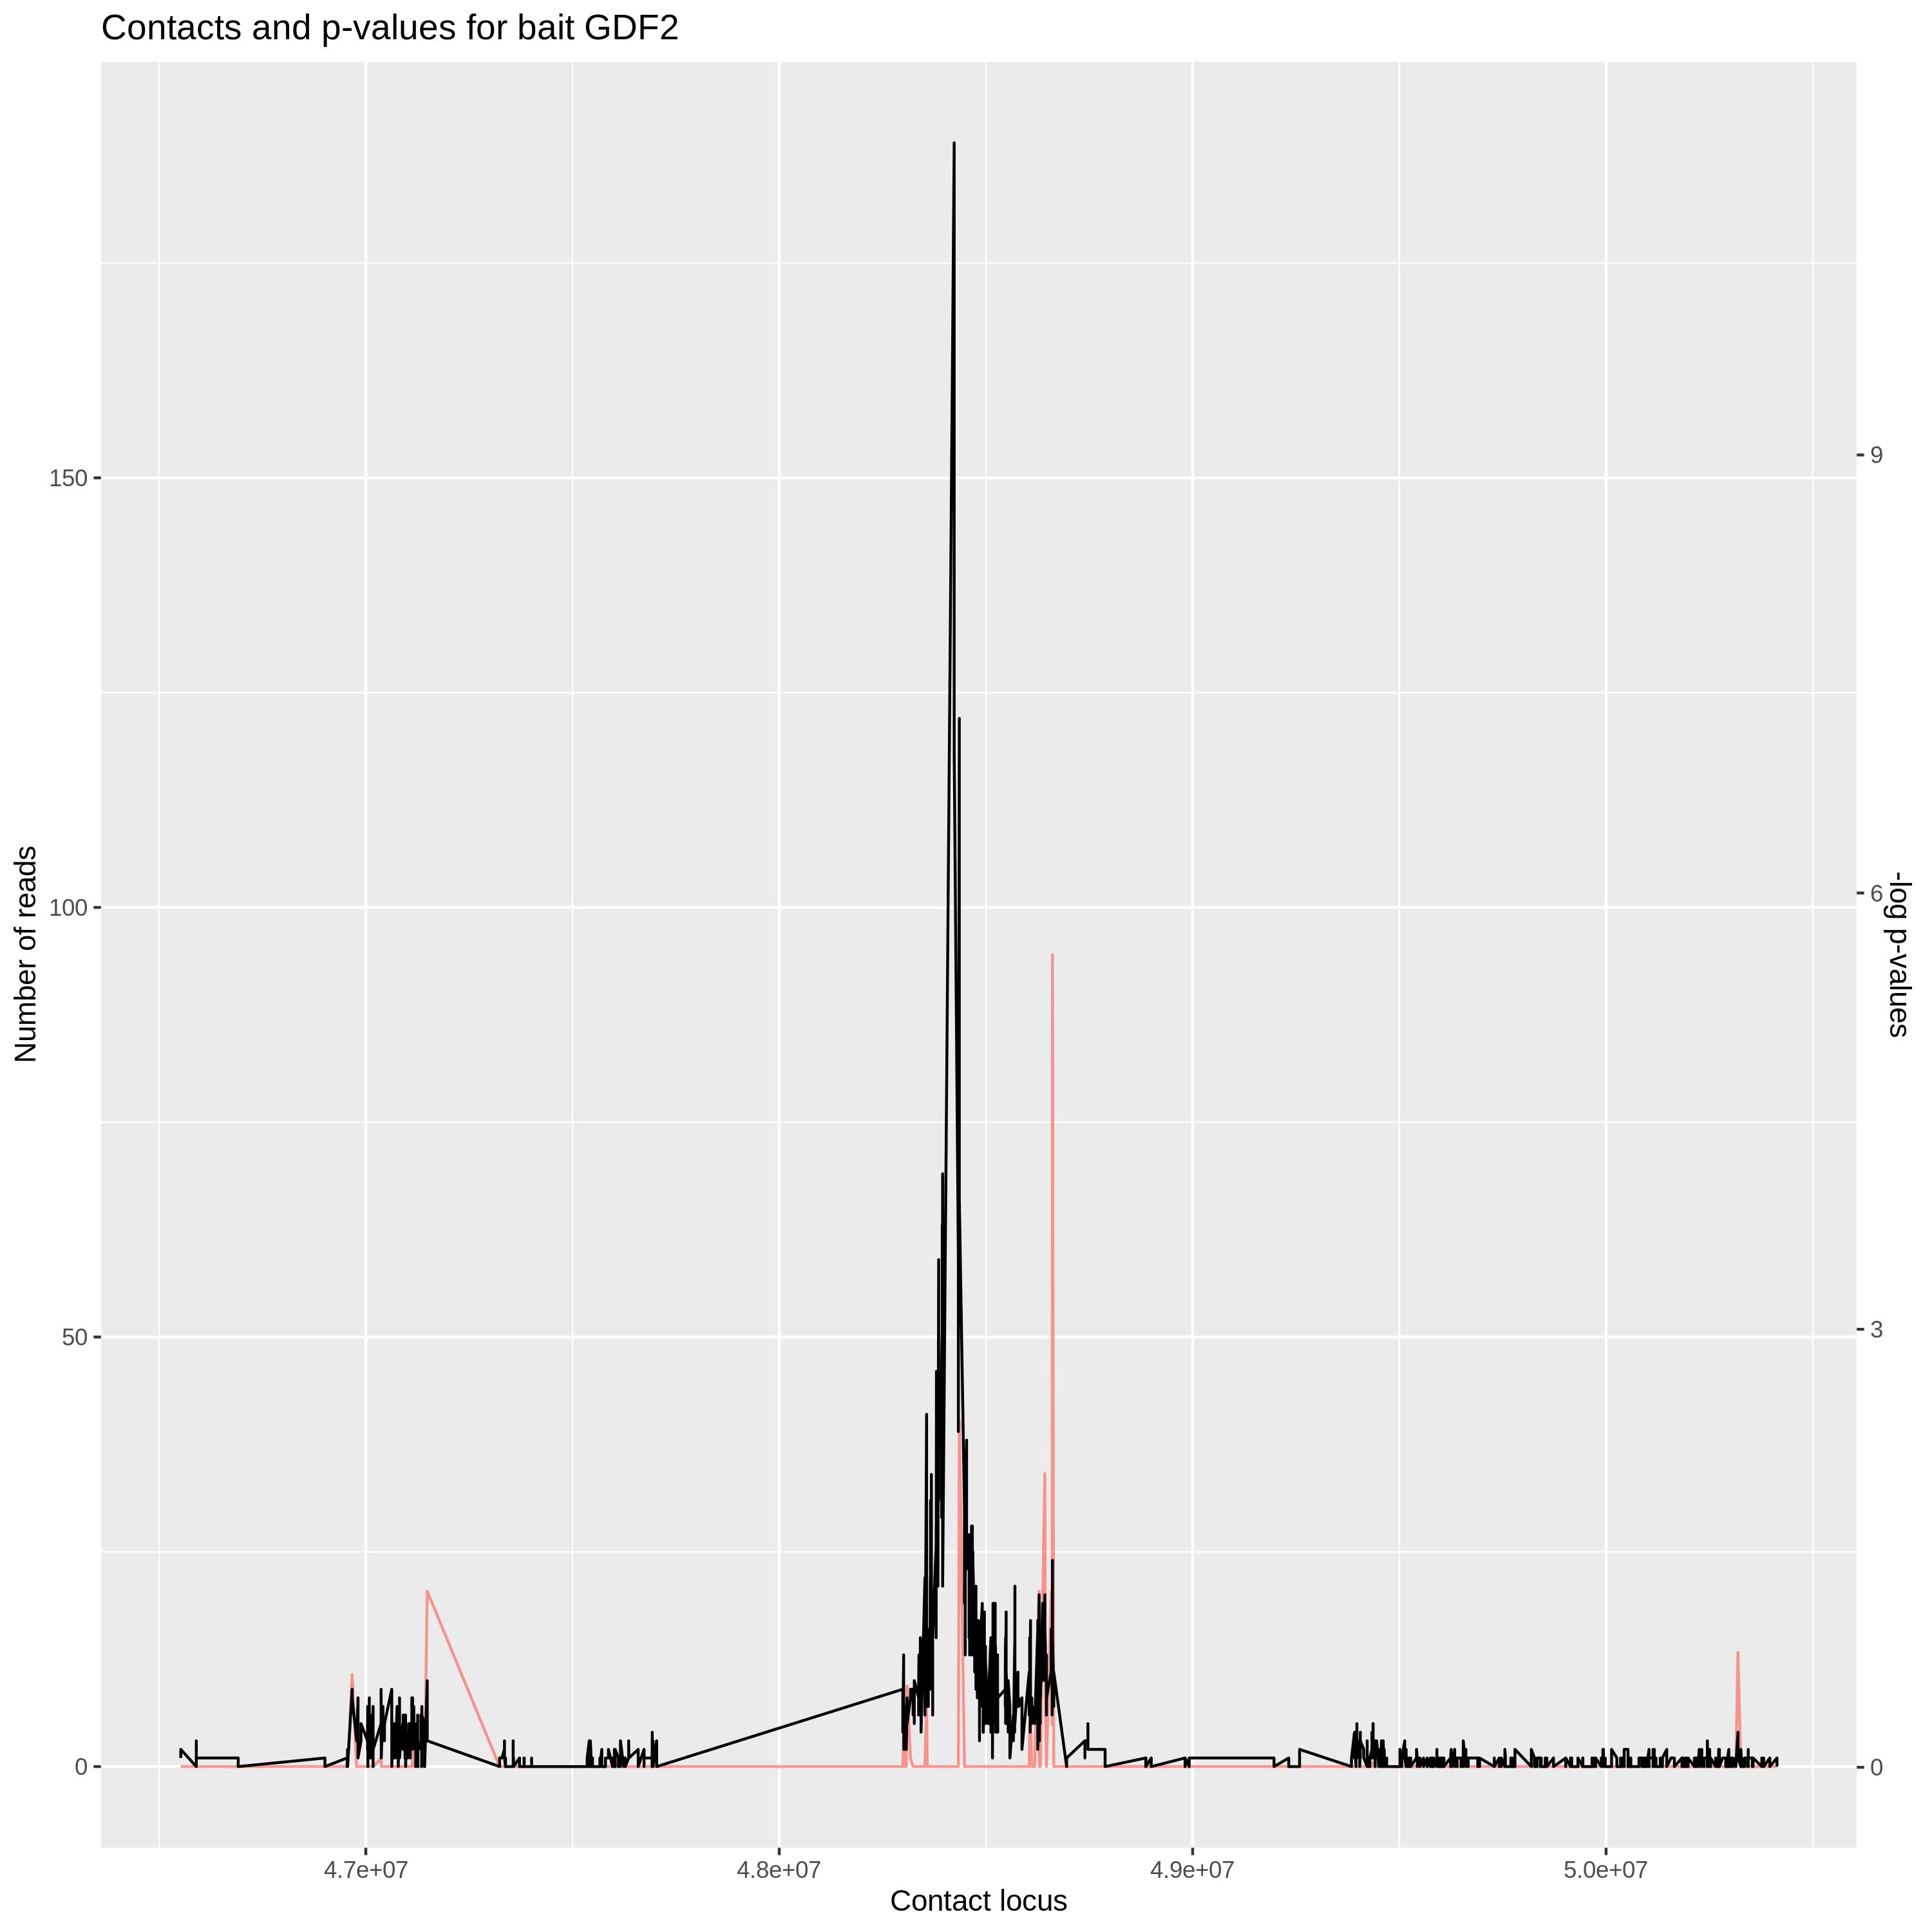 Contacts and p-values for bait GDF2
150
100
50
0
Number of reads
9
6
3
0
-log p-values
4.7e+07
4.8e+07
4.9e+07
5.0e+07
Contact locus